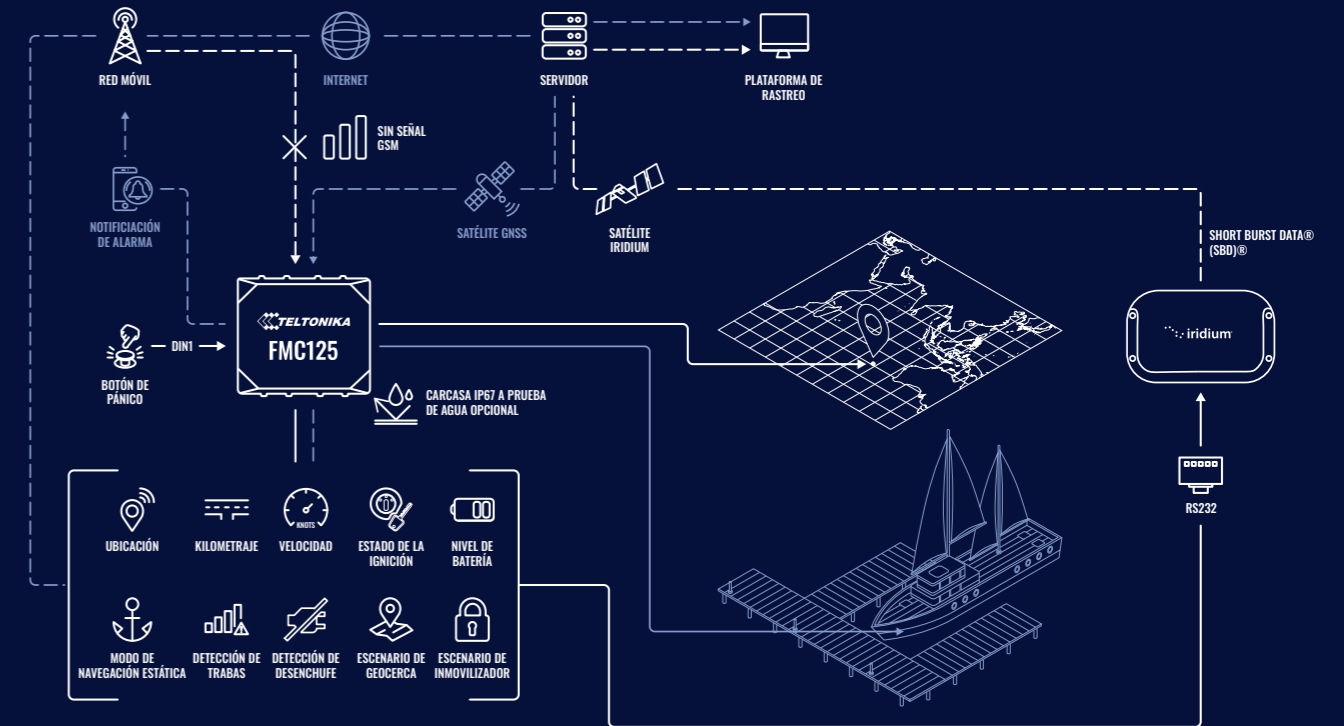 RED MÓVIL
INTERNET
SERVIDOR
PLATAFORMA DE
RASTREO
SIN SEÑAL
GSM
NOTIFICIACIÓN
DE ALARMA
SATÉLITE GNSS
SATÉLITE
IRIDIUM
SHORT BURST DATA®
(SBD)®
TELTONIKA
FMC125
iridium
DIN1
BOTÓN DE
PÁNICO
CARCASA IP67 A PRUEBA
DE AGUA OPCIONAL
RS232
KNOTS
UBICACIÓN
KILOMETRAJE
VELOCIDAD
ESTADO DE LA
IGNICIÓN
NIVEL DE
BATERÍA
MODO DE
NAVEGACIÓN ESTÁTICA
DETECCIÓN DE
TRABAS
DETECCIÓN DE
DESENCHUFE
ESCENARIO DE
GEOCERCA
ESCENARIO DE
INMOVILIZADOR